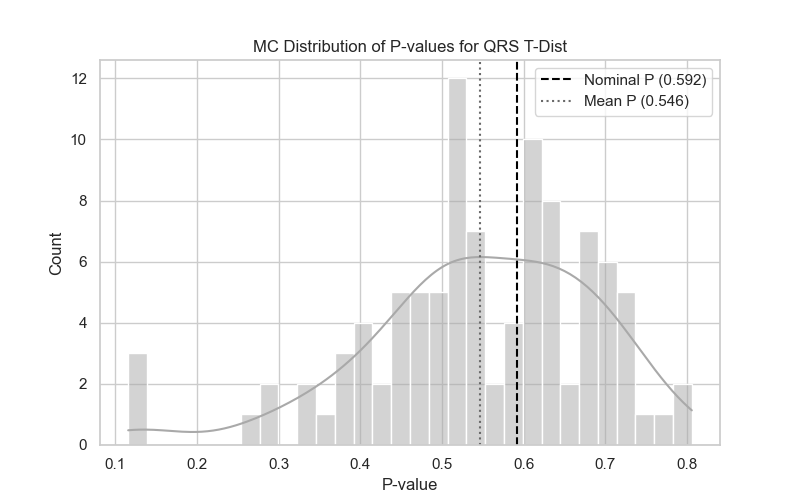 MC Distribution of P-values for QRS T-Dist
Nominal P (0.592)
Mean P (0.546)
Count
12
10
8
6
4
2
0
0.1 0.2 0.3 0.4 0.5 0.6 0.7 0.8
P-value